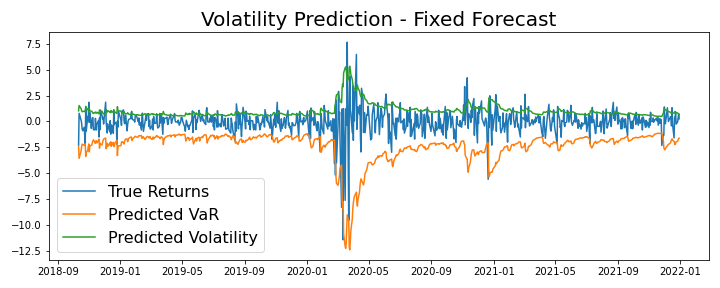 Volatility Prediction - Fixed Forecast
7.5
5.0
2.5
0.0
−2.5
−5.0
−7.5
−10.0
−12.5
True Returns
Predicted VaR
Predicted Volatility
2018-09 2019-01 2019-05 2019-09 2020-01 2020-05 2020-09 2021-01 2021-05 2021-09 2022-01